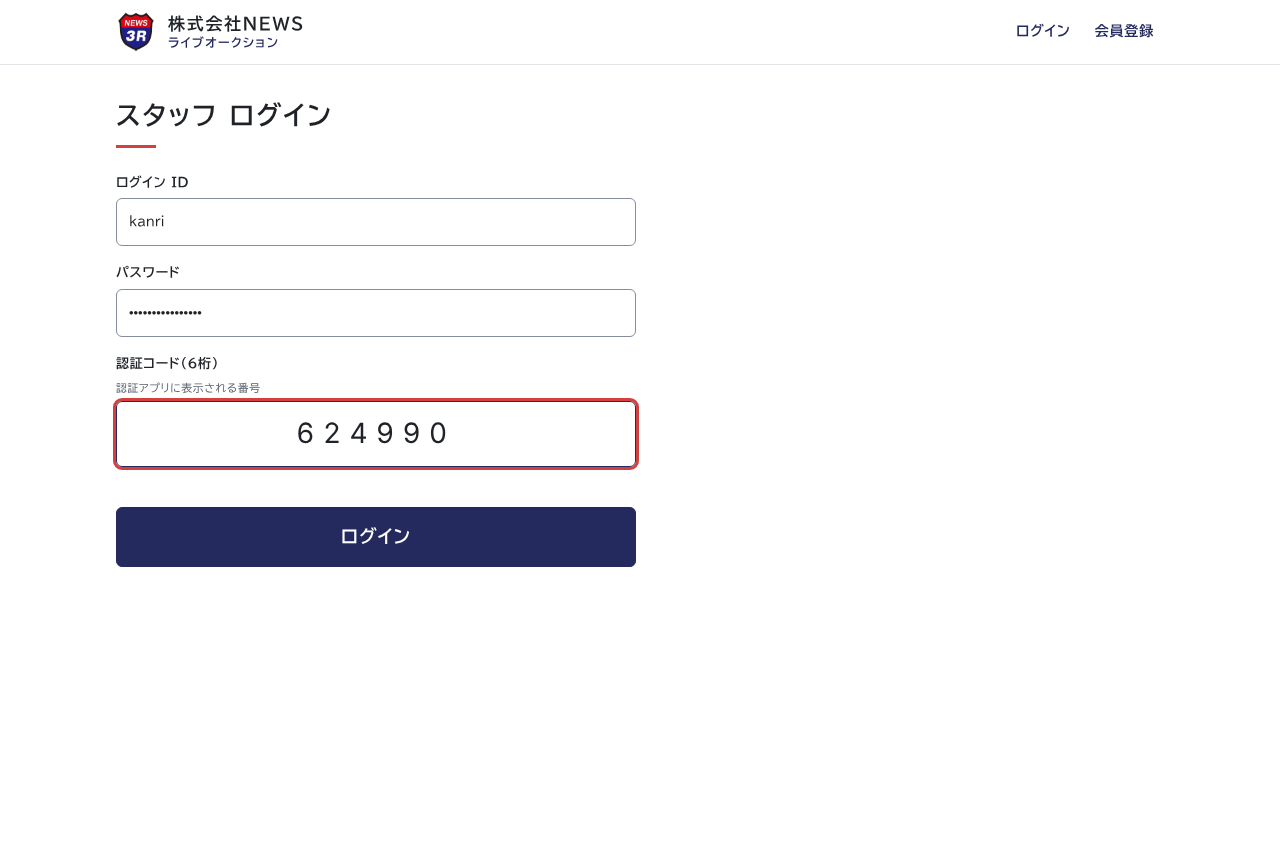 NEWS
3R
株式会社NEWS
ライブオークション
ログイン
会員登録
スタッフ ログイン
ログイン ID
kanri
パスワード
••••••••••••••••
認証コード(6桁)
認証アプリに表示される番号
624990
ログイン